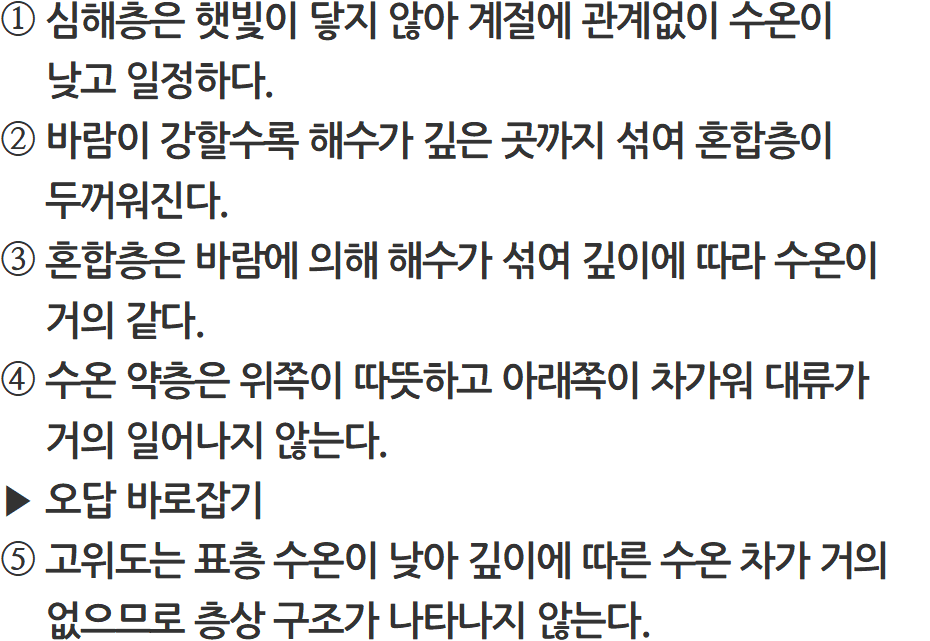 ① 심해층은 햇빛이 닿지 않아 계절에 관계없이 수온이
낮고 일정하다.
② 바람이 강할수록 해수가 깊은 곳까지 섞여 혼합층이
두꺼워진다.
③ 혼합층은 바람에 의해 해수가 섞여 깊이에 따라 수온이
거의 같다.
④ 수온 약층은 위쪽이 따뜻하고 아래쪽이 차가워 대류가
거의 일어나지 않는다.
▶ 오답 바로잡기
⑤ 고위도는 표층 수온이 낮아 깊이에 따른 수온 차가 거의
없으므로 층상 구조가 나타나지 않는다.